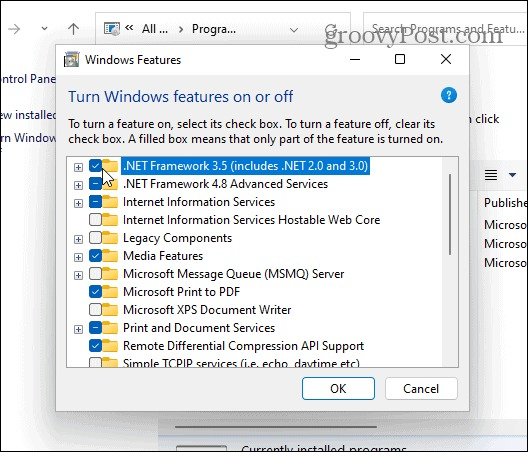 All ...
Progra...
Search Programs and Featu...
groovyPost.com
ontrol Pane
Windows Features
ew installed
rn Window
click
Turn Windows features on or off
To turn a feature on, select its check box. To turn a feature off, clear its
check box. A filled box means that only part of the feature is turned on.
.NET Framework 3.5 (includes .NET 2.0 and 3.0)
.NET Framework 4.8 Advanced Services
Internet Information Services
Internet Information Services Hostable Web Core
Legacy Components
Media Features
Microsoft Message Queue (MSMQ) Server
Microsoft Print to PDF
Microsoft XPS Document Writer
Print and Document Services
Remote Differential Compression API Support
Simple TCPIP services (i.e. echo, daytime etc)
Publishe
Microso
Microso
Microso
OK
Cancel
Currently installed programs